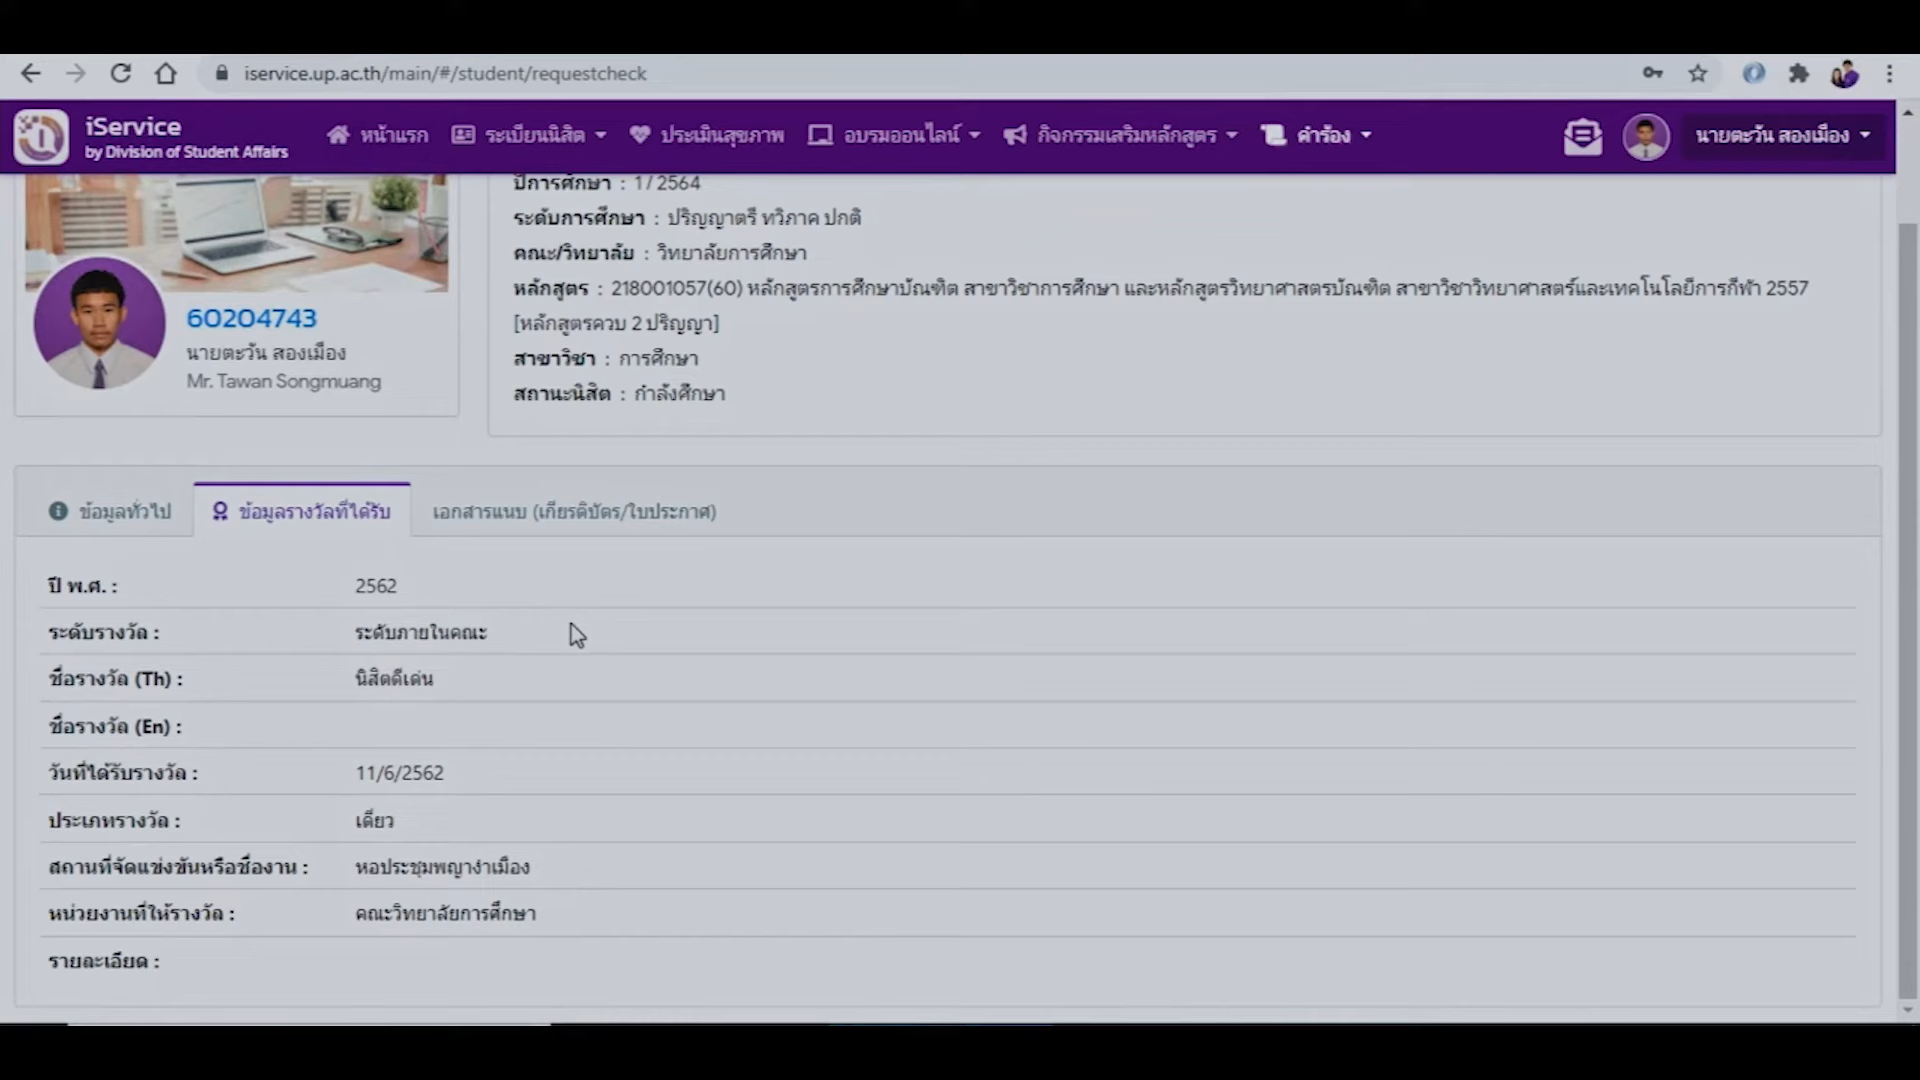 iservice.up.ac.th/main/#/student/requestcheck
iService
by Division of Student Affairs
หน้าแรก
ระเบียนนิสิต
ประเมินสุขภาพ
อบรมออนไลน์
กิจกรรมเสริมหลักสูตร
คำร้อง
นายตะวัน สองเมือง
ปีการศึกษา : 1/2564
ระดับการศึกษา : ปริญญาตรี ทวิภาค ปกติ
คณะ/วิทยาลัย : วิทยาลัยการศึกษา
หลักสูตร : 218001057(60) หลักสูตรการศึกษาบัณฑิต สาขาวิชาการศึกษา และหลักสูตรวิทยาศาสตรบัณฑิต สาขาวิชาวิทยาศาสตร์และเทคโนโลยีการกีฬา 2557
[หลักสูตรควบ 2 ปริญญา]
สาขาวิชา : การศึกษา
สถานะนิสิต : กำลังศึกษา
60204743
นายตะวัน สองเมือง
Mr. Tawan Songmuang
ข้อมูลทั่วไป
ข้อมูลรางวัลที่ได้รับ
เอกสารแนบ (เกียรติบัตร/ใบประกาศ)
ปี พ.ศ. : 2562
ระดับรางวัล : ระดับภายในคณะ
ชื่อรางวัล (Th) : นิสิตดีเด่น
ชื่อรางวัล (En) :
วันที่ได้รับรางวัล : 11/6/2562
ประเภทรางวัล : เดี่ยว
สถานที่จัดแข่งขันหรือชื่องาน : หอประชุมพญางำเมือง
หน่วยงานที่ให้รางวัล : คณะวิทยาลัยการศึกษา
รายละเอียด :